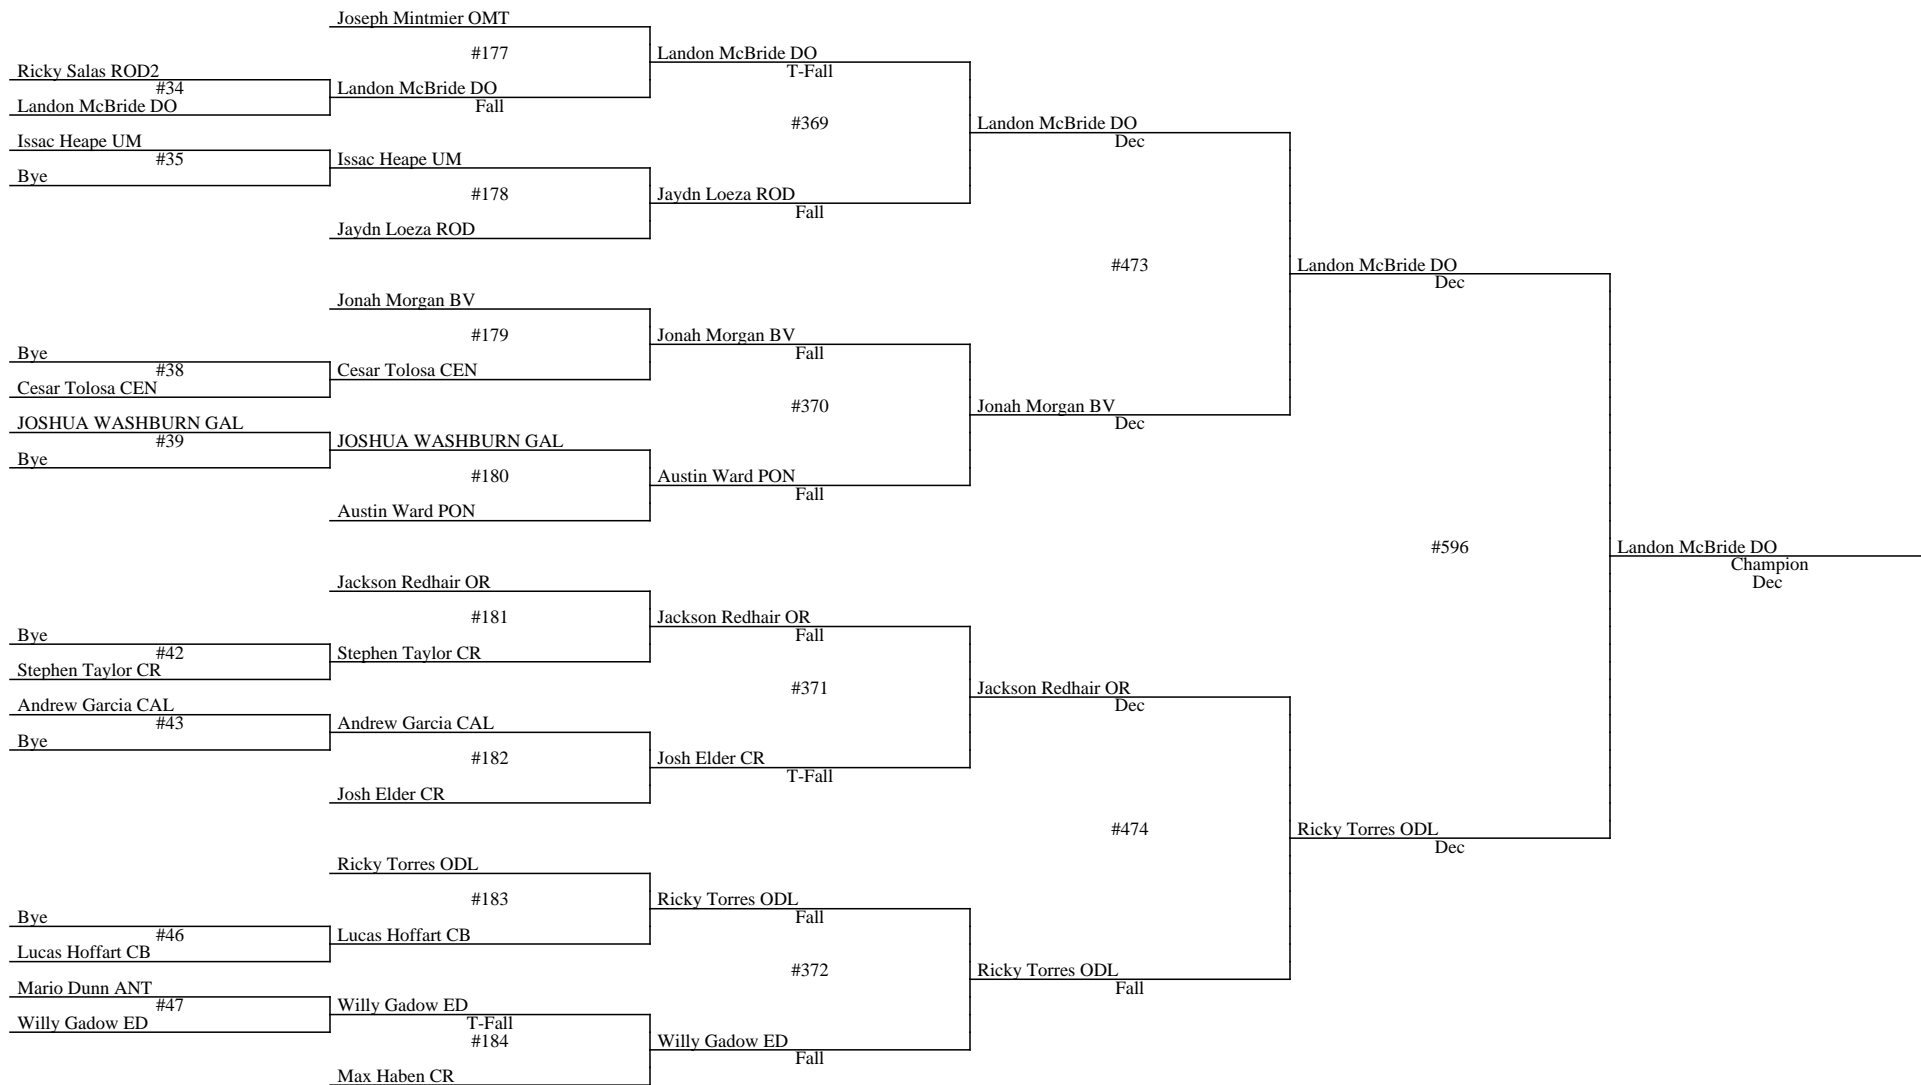 Joseph Mintmier OMT
#177
Landon McBride DO
T-Fall
Ricky Salas ROD2
#34
Landon McBride DO
Landon McBride DO
Fall
#369
Landon McBride DO
Dec
Issac Heape UM
#35
Bye
Issac Heape UM
#178
Jaydn Loeza ROD
Fall
Jaydn Loeza ROD
#473
Landon McBride DO
Dec
Jonah Morgan BV
#179
Jonah Morgan BV
Fall
Bye
#38
Cesar Tolosa CEN
Cesar Tolosa CEN
#370
Jonah Morgan BV
Dec
JOSHUA WASHBURN GAL
#39
Bye
JOSHUA WASHBURN GAL
#180
Austin Ward PON
Fall
Austin Ward PON
#596
Landon McBride DO
Champion
Dec
Jackson Redhair OR
#181
Jackson Redhair OR
Fall
Bye
#42
Stephen Taylor CR
Stephen Taylor CR
#371
Jackson Redhair OR
Dec
Andrew Garcia CAL
#43
Bye
Andrew Garcia CAL
#182
Josh Elder CR
T-Fall
Josh Elder CR
#474
Ricky Torres ODL
Dec
Ricky Torres ODL
#183
Ricky Torres ODL
Fall
Bye
#46
Lucas Hoffart CB
Lucas Hoffart CB
#372
Ricky Torres ODL
Fall
Mario Dunn ANT
#47
Willy Gadow ED
Willy Gadow ED
T-Fall
#184
Willy Gadow ED
Fall
Max Haben CR